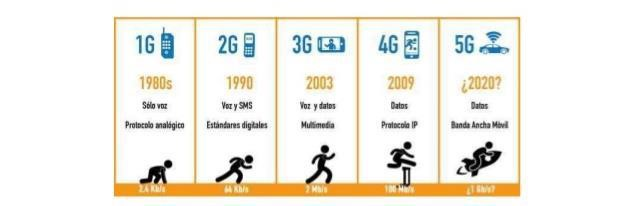 1G
2G
3G
4G
5G
1980s
1990
2003
2009
¿2020?
Sólo voz
Voz y SMS
Voz y datos
Datos
Datos
Protocolo analógico
Estándares digitales
Multimedia
Protocolo IP
Banda Ancha Móvil
2.4 Kb/s
64 Kb/s
2 Mb/s
100 Mb/s
¿1 Gb/s?